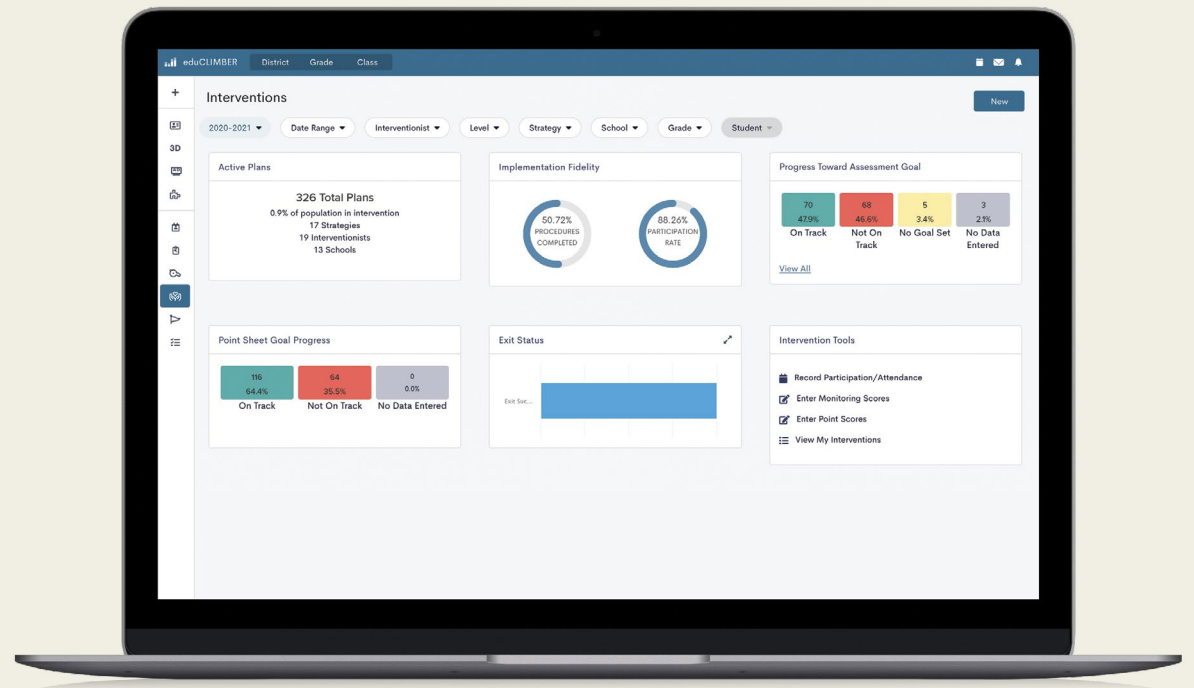 eduCLIMBER District Grade Class
Interventions
New
2020-2021 Date Range Interventionist Level Strategy School Grade Student
3D
Active Plans
326 Total Plans
0.9% of population in intervention
17 Strategies
19 Interventionists
13 Schools
Implementation Fidelity
50.72%
PROCEDURES
COMPLETED
88.26%
PARTICIPATION
RATE
Progress Toward Assessment Goal
70 68 5 3
47.9% 46.6% 3.4% 2.1%
On Track Not On No Goal Set No Data
Track Entered
View All
Point Sheet Goal Progress
116 64 0
64.4% 35.5% 0.0%
On Track Not On Track No Data Entered
Exit Status
Exit Suc...
Intervention Tools
Record Participation/Attendance
Enter Monitoring Scores
Enter Point Scores
View My Interventions